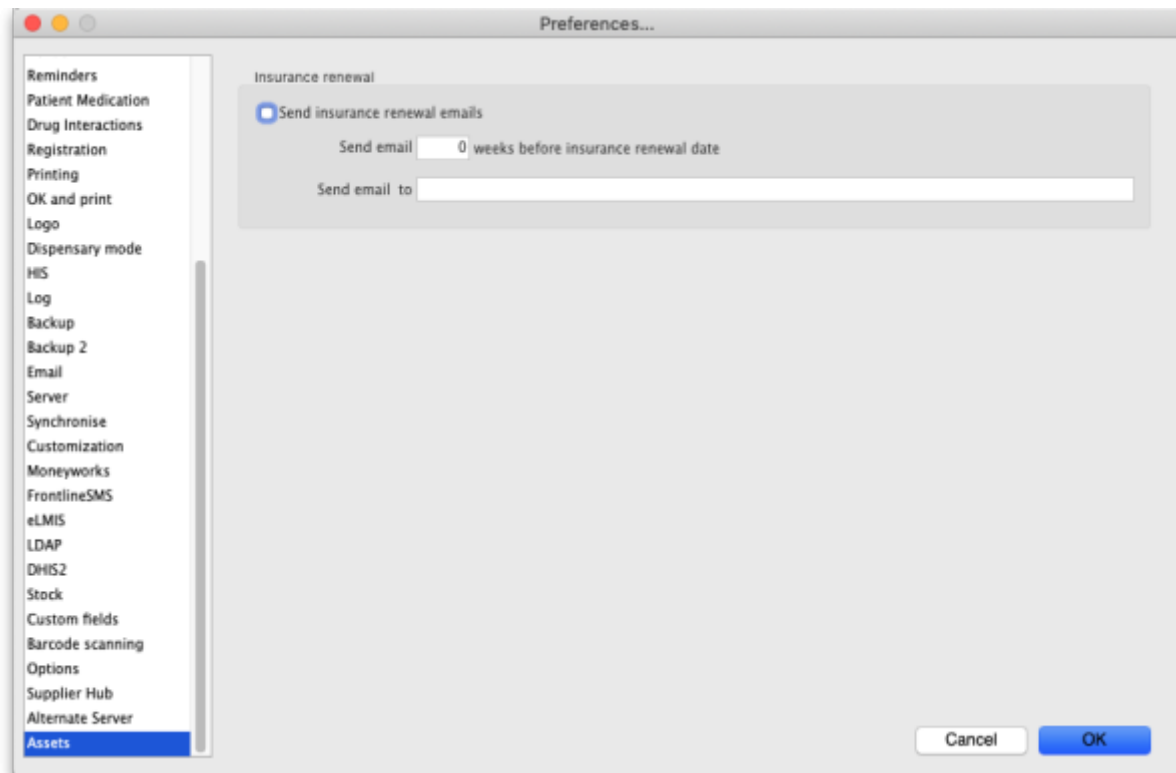 Preferences...
Reminders
Patient Medication
Drug Interactions
Registration
Printing
OK and print
Logo
Dispensary mode
HIS
Log
Backup
Backup 2
Email
Server
Synchronise
Customization
Moneyworks
FrontlineSMS
eLMIS
LDAP
DHIS2
Stock
Custom fields
Barcode scanning
Options
Supplier Hub
Alternate Server
Assets
Insurance renewal
Send insurance renewal emails
Send email 0 weeks before insurance renewal date
Send email to
Cancel OK